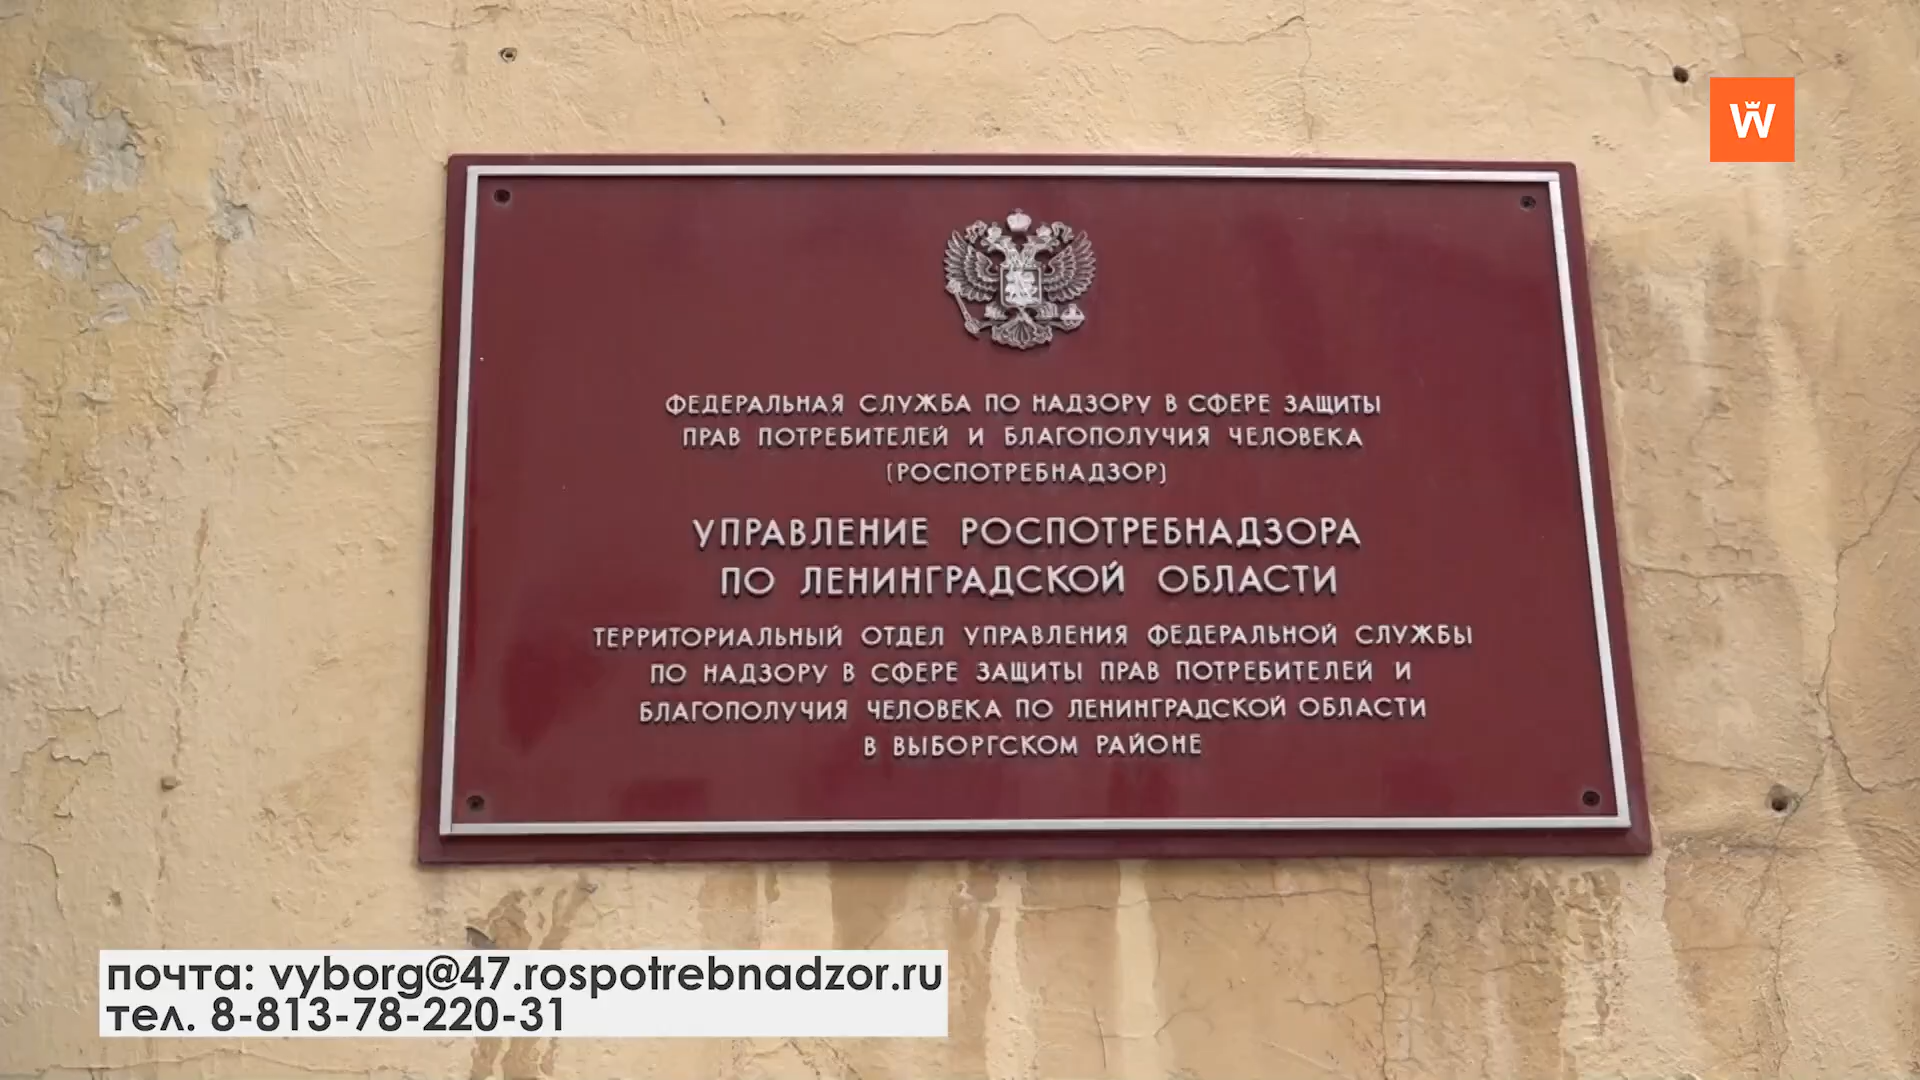 W
ФЕДЕРАЛЬНАЯ СЛУЖБА ПО НАДЗОРУ В СФЕРЕ ЗАЩИТЫ
ПРАВ ПОТРЕБИТЕЛЕЙ И БЛАГОПОЛУЧИЯ ЧЕЛОВЕКА
(РОСПОТРЕБНАДЗОР)
УПРАВЛЕНИЕ РОСПОТРЕБНАДЗОРА
ПО ЛЕНИНГРАДСКОЙ ОБЛАСТИ
ТЕРРИТОРИАЛЬНЫЙ ОТДЕЛ УПРАВЛЕНИЯ ФЕДЕРАЛЬНОЙ СЛУЖБЫ
ПО НАДЗОРУ В СФЕРЕ ЗАЩИТЫ ПРАВ ПОТРЕБИТЕЛЕЙ И
БЛАГОПОЛУЧИЯ ЧЕЛОВЕКА ПО ЛЕНИНГРАДСКОЙ ОБЛАСТИ
В ВЫБОРГСКОМ РАЙОНЕ
почта: vyborg@47.rospotrebnadzor.ru
тел. 8-813-78-220-31